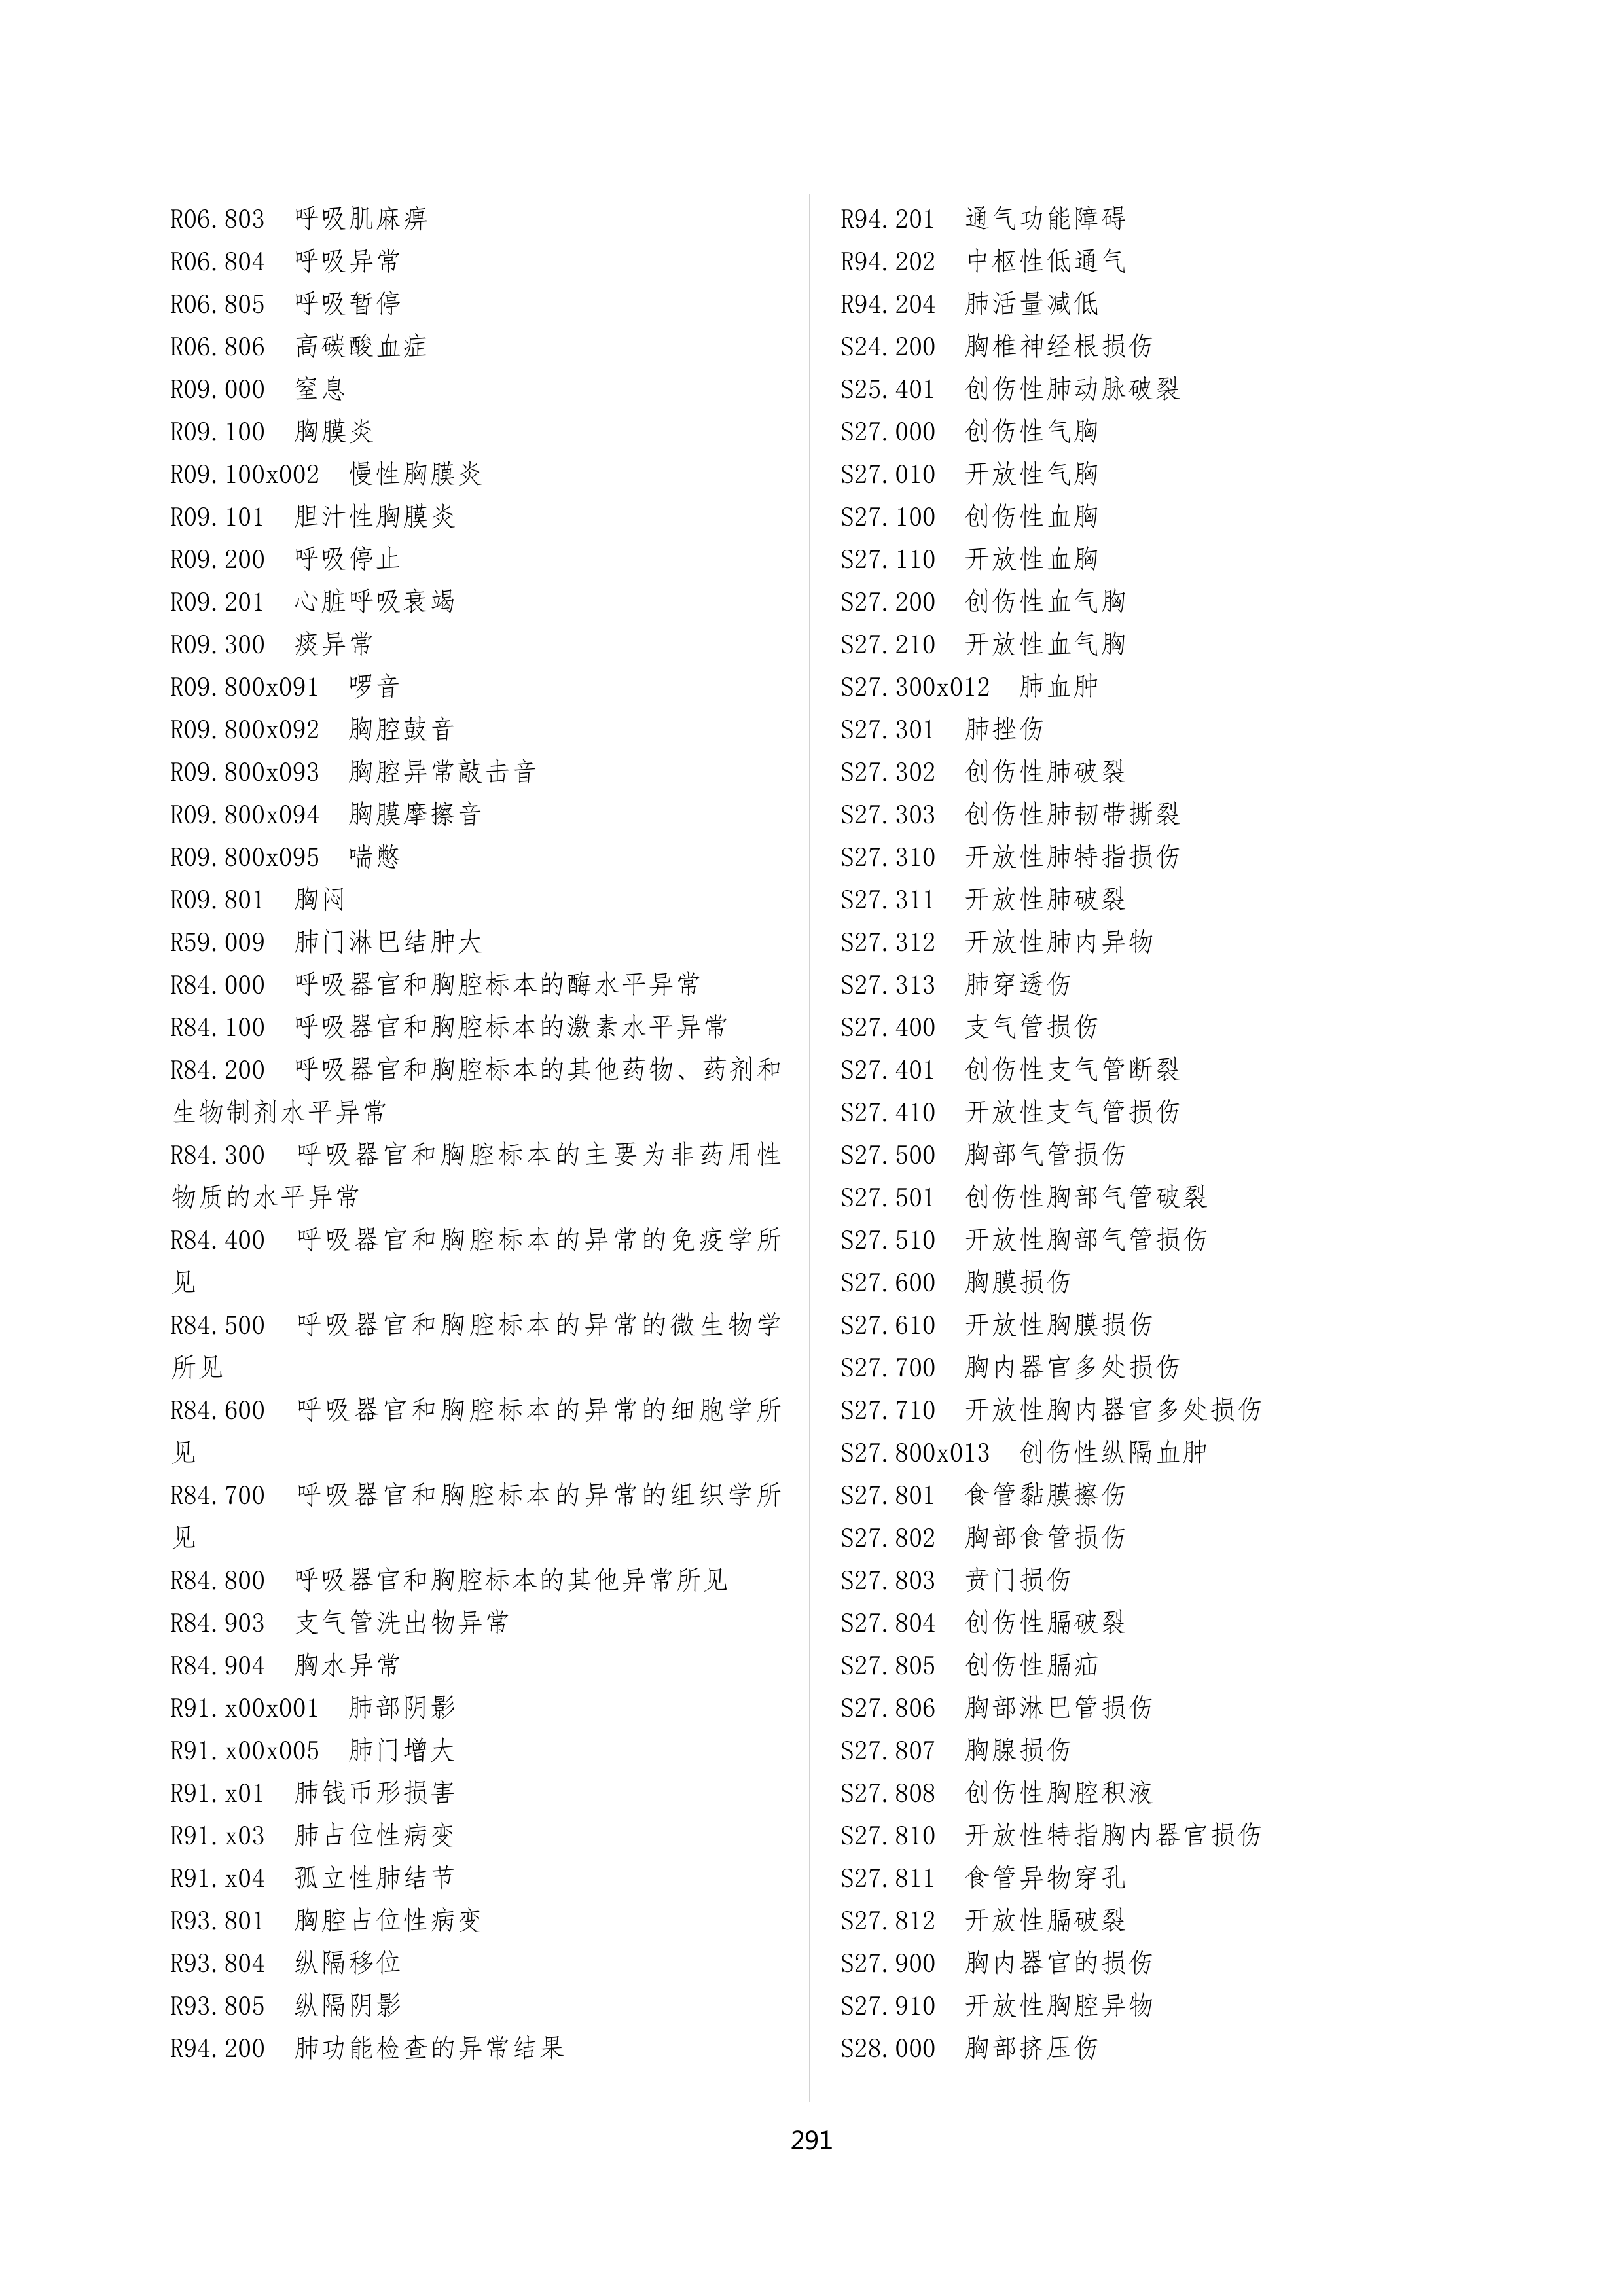 R06.803 呼吸肌麻痹
R06.804 呼吸异常
R06.805 呼吸暂停
R06.806 高碳酸血症
R09.000 窒息
R09.100 胸膜炎
R09.100x002 慢性胸膜炎
R09.101 胆汁性胸膜炎
R09.200 呼吸停止
R09.201 心脏呼吸衰竭
R09.300 痰异常
R09.800x091 啰音
R09.800x092 胸腔鼓音
R09.800x093 胸腔异常敲击音
R09.800x094 胸膜摩擦音
R09.800x095 喘憋
R09.801 胸闷
R59.009 肺门淋巴结肿大
R84.000 呼吸器官和胸腔标本的酶水平异常
R84.100 呼吸器官和胸腔标本的激素水平异常
R84.200 呼吸器官和胸腔标本的其他药物、药剂和
生物制剂水平异常
R84.300 呼吸器官和胸腔标本的主要为非药用性
物质的水平异常
R84.400 呼吸器官和胸腔标本的异常的免疫学所
见
R84.500 呼吸器官和胸腔标本的异常的微生物学
所见
R84.600 呼吸器官和胸腔标本的异常的细胞学所
见
R84.700 呼吸器官和胸腔标本的异常的组织学所
见
R84.800 呼吸器官和胸腔标本的其他异常所见
R84.903 支气管洗出物异常
R84.904 胸水异常
R91.x00x001 肺部阴影
R91.x00x005 肺门增大
R91.x01 肺钱币形损害
R91.x03 肺占位性病变
R91.x04 孤立性肺结节
R93.801 胸腔占位性病变
R93.804 纵隔移位
R93.805 纵隔阴影
R94.200 肺功能检查的异常结果
R94.201 通气功能障碍
R94.202 中枢性低通气
R94.204 肺活量减低
S24.200 胸椎神经根损伤
S25.401 创伤性肺动脉破裂
S27.000 创伤性气胸
S27.010 开放性气胸
S27.100 创伤性血胸
S27.110 开放性血胸
S27.200 创伤性血气胸
S27.210 开放性血气胸
S27.300x012 肺血肿
S27.301 肺挫伤
S27.302 创伤性肺破裂
S27.303 创伤性肺韧带撕裂
S27.310 开放性肺特指损伤
S27.311 开放性肺破裂
S27.312 开放性肺内异物
S27.313 肺穿透伤
S27.400 支气管损伤
S27.401 创伤性支气管断裂
S27.410 开放性支气管损伤
S27.500 胸部气管损伤
S27.501 创伤性胸部气管破裂
S27.510 开放性胸部气管损伤
S27.600 胸膜损伤
S27.610 开放性胸膜损伤
S27.700 胸内器官多处损伤
S27.710 开放性胸内器官多处损伤
S27.800x013 创伤性纵隔血肿
S27.801 食管黏膜擦伤
S27.802 胸部食管损伤
S27.803 贲门损伤
S27.804 创伤性膈破裂
S27.805 创伤性膈疝
S27.806 胸部淋巴管损伤
S27.807 胸腺损伤
S27.808 创伤性胸腔积液
S27.810 开放性特指胸内器官损伤
S27.811 食管异物穿孔
S27.812 开放性膈破裂
S27.900 胸内器官的损伤
S27.910 开放性胸腔异物
S28.000 胸部挤压伤
291